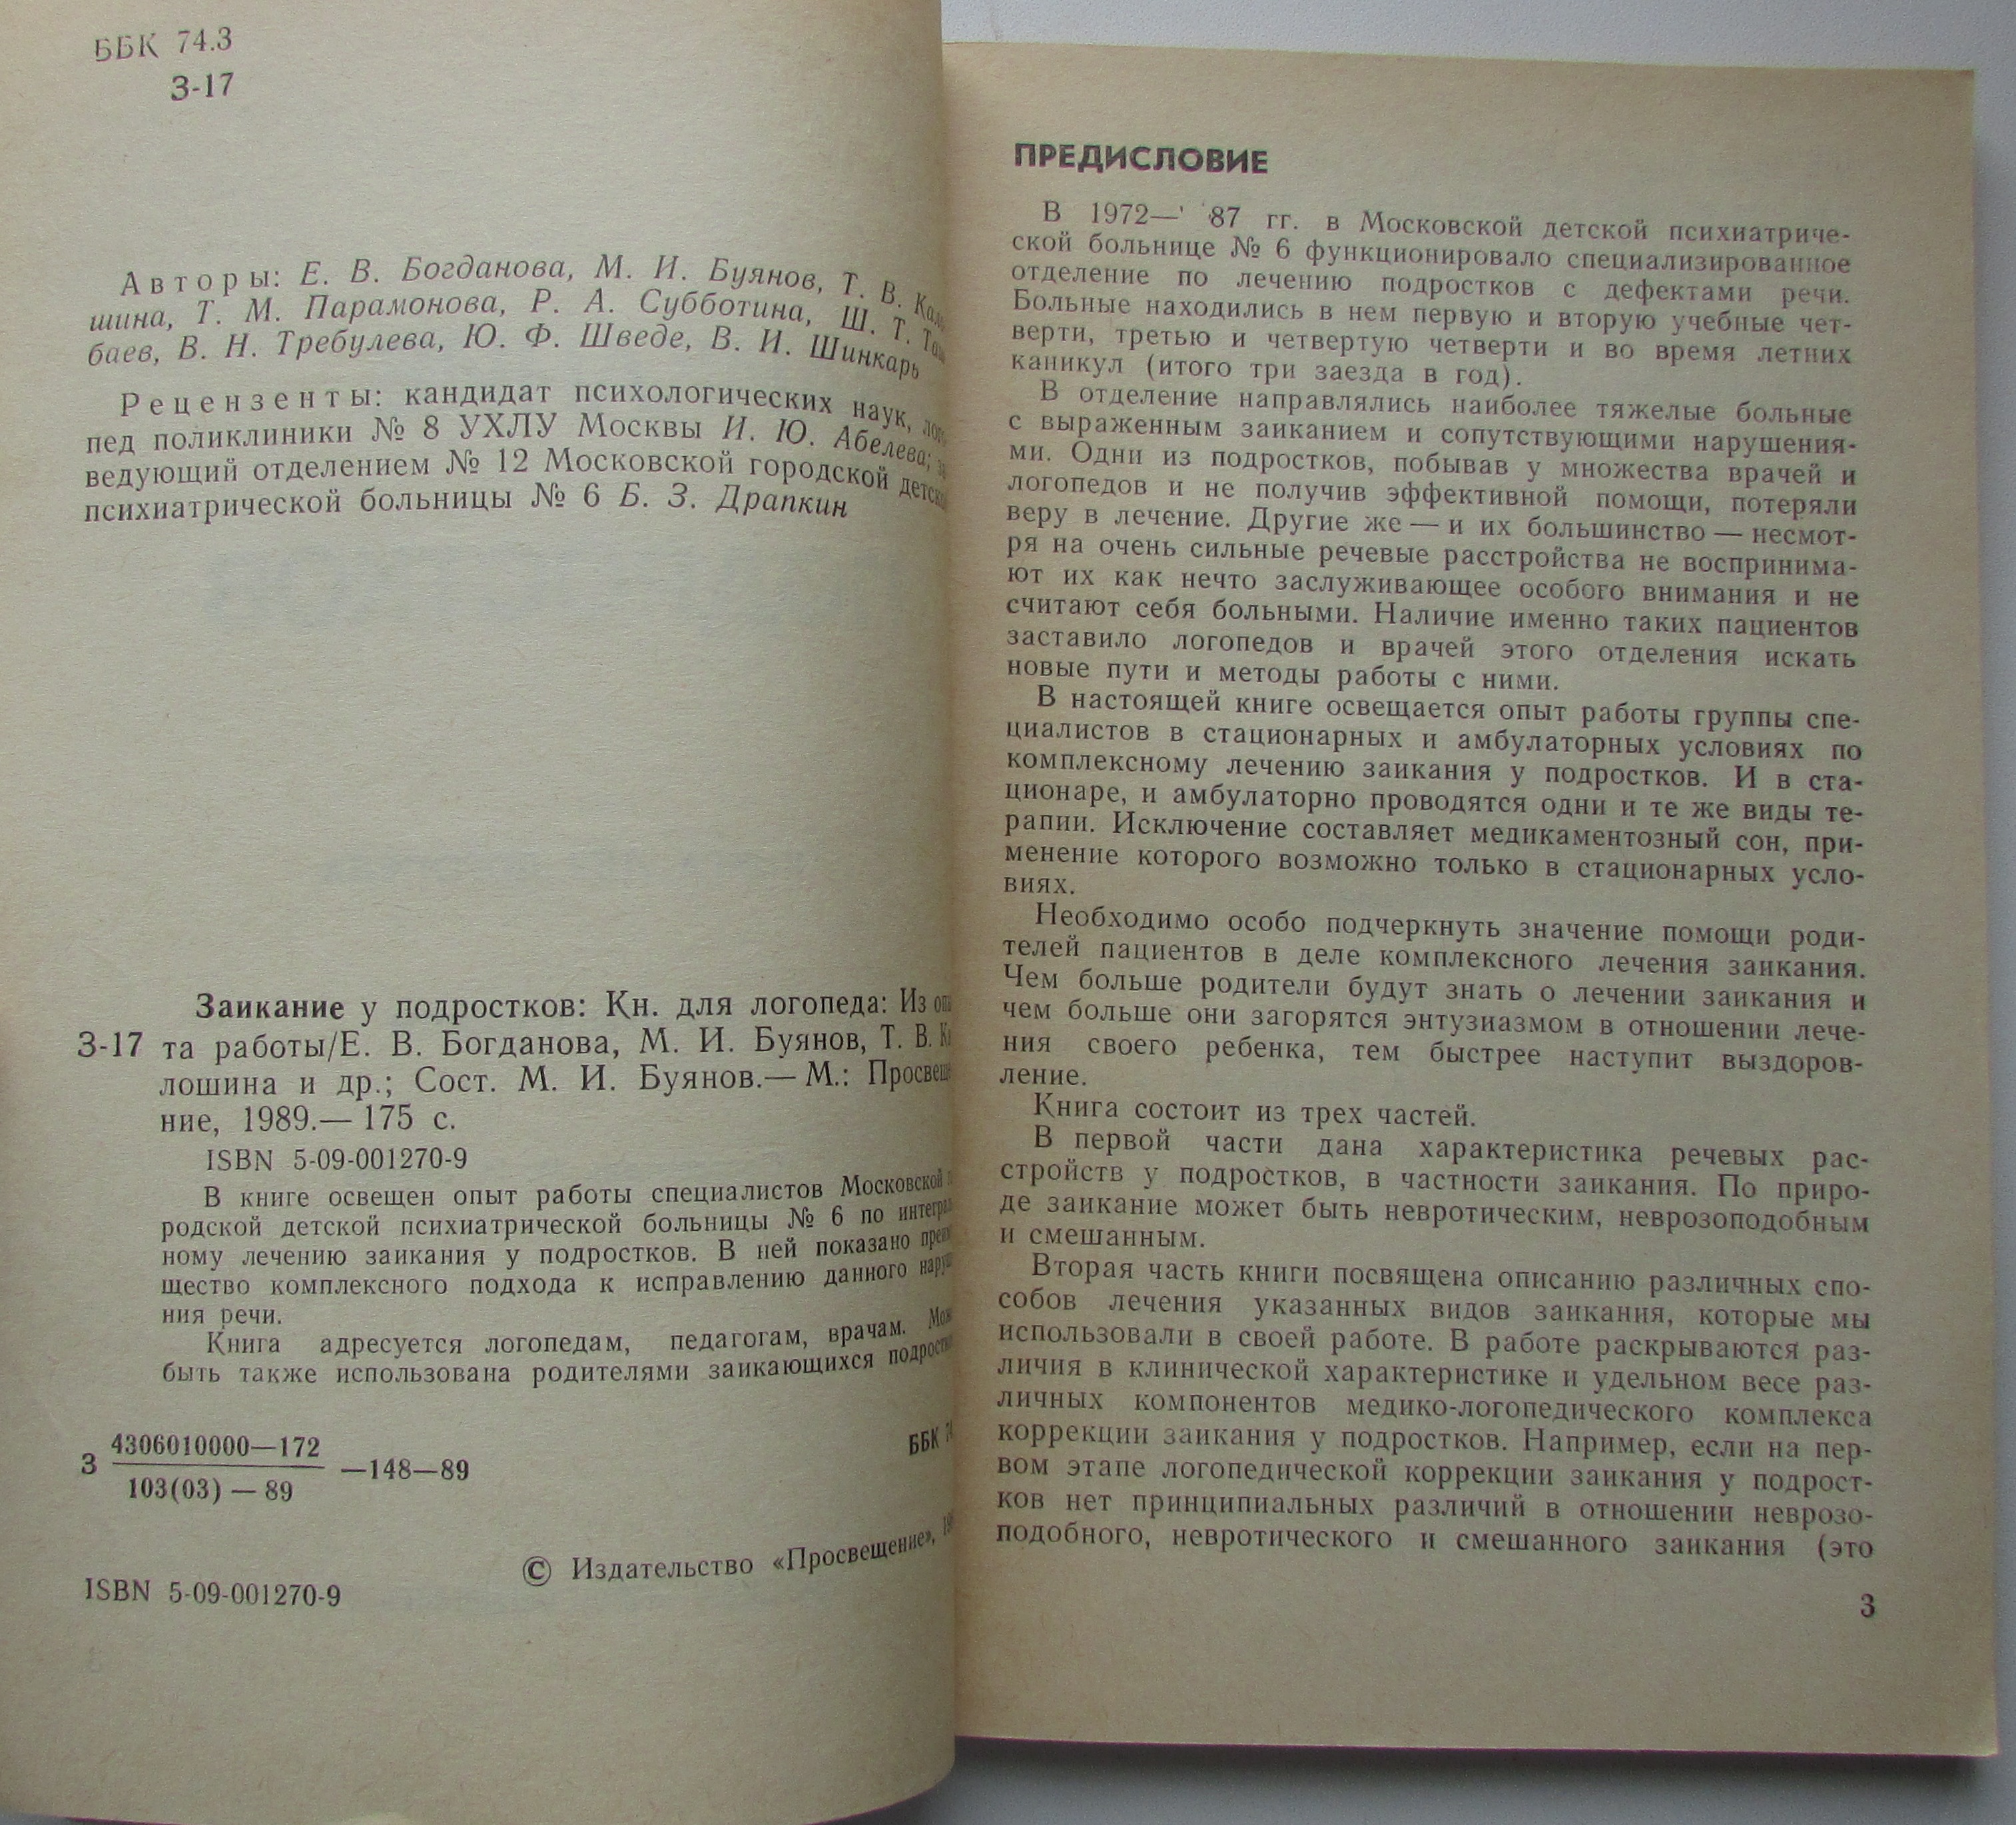 ББК 74.3
З-17
Авторы: Е. В. Богданова, М. И. Буянов, Т. В.
шина, Т. М. Парамонова, Р. А. Субботина, Ш. Т.
баев, В. Н. Требулева, Ю. Ф. Шведе, В. И. Шинкарь
Рецензенты: кандидат психологических наук,
пед поликлиники № 8 УХЛУ Москвы И. Ю. Абелева;
ведующий отделением № 12 Московской городской
психиатрической больницы № 6 Б. З. Драпкин
Заикание у подростков: Кн. для логопеда: Из
З-17 та работы/Е. В. Богданова, М. И. Буянов, Т. В.
лошина и др.; Сост. М. И. Буянов.— М.:
ние, 1989.— 175 с.
ISBN 5-09-001270-9
В книге освещен опыт работы специалистов Московской
родской детской психиатрической больницы № 6 по
ному лечению заикания у подростков. В ней показано
щество комплексного подхода к исправлению данного
ния речи.
Книга адресуется логопедам, педагогам, врачам.
быть также использована родителями заикающихся
З 4306010000—172
103(03) — 89 —148—89
ББК
© Издательство «Просвещение»,
ISBN 5-09-001270-9
ПРЕДИСЛОВИЕ
В 1972— 87 гг. в Московской детской психиатриче-
ской больнице № 6 функционировало специализированное
отделение по лечению подростков с дефектами речи.
Больные находились в нем первую и вторую учебные чет-
верти, третью и четвертую четверти и во время летних
каникул (итого три заезда в год).
В отделение направлялись наиболее тяжелые больные
с выраженным заиканием и сопутствующими нарушения-
ми. Одни из подростков, побывав у множества врачей и
логопедов и не получив эффективной помощи, потеряли
веру в лечение. Другие же — и их большинство — несмот-
ря на очень сильные речевые расстройства не воспринима-
ют их как нечто заслуживающее особого внимания и не
считают себя больными. Наличие именно таких пациентов
заставило логопедов и врачей этого отделения искать
новые пути и методы работы с ними.
В настоящей книге освещается опыт работы группы спе-
циалистов в стационарных и амбулаторных условиях по
комплексному лечению заикания у подростков. И в ста-
ционаре, и амбулаторно проводятся одни и те же виды те-
рапии. Исключение составляет медикаментозный сон, при-
менение которого возможно только в стационарных усло-
виях.
Необходимо особо подчеркнуть значение помощи роди-
телей пациентов в деле комплексного лечения заикания.
Чем больше родители будут знать о лечении заикания и
чем больше они загорятся энтузиазмом в отношении лече-
ния своего ребенка, тем быстрее наступит выздоров-
ление.
Книга состоит из трех частей.
В первой части дана характеристика речевых рас-
стройств у подростков, в частности заикания. По приро-
де заикание может быть невротическим, неврозоподобным
и смешанным.
Вторая часть книги посвящена описанию различных спо-
собов лечения указанных видов заикания, которые мы
использовали в своей работе. В работе раскрываются раз-
личия в клинической характеристике и удельном весе раз-
личных компонентов медико-логопедического комплекса
коррекции заикания у подростков. Например, если на пер-
вом этапе логопедической коррекции заикания у подрост-
ков нет принципиальных различий в отношении неврозо-
подобного, невротического и смешанного заикания (это
3